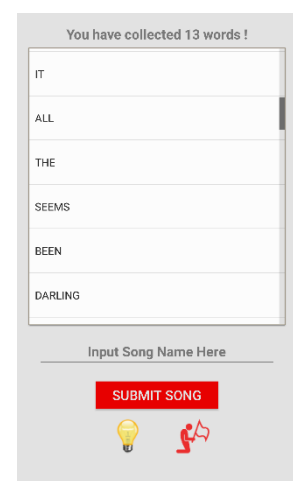 You have collected 13 words !
IT
ALL
THE
SEEMS
BEEN
DARLING
Input Song Name Here
SUBMIT SONG